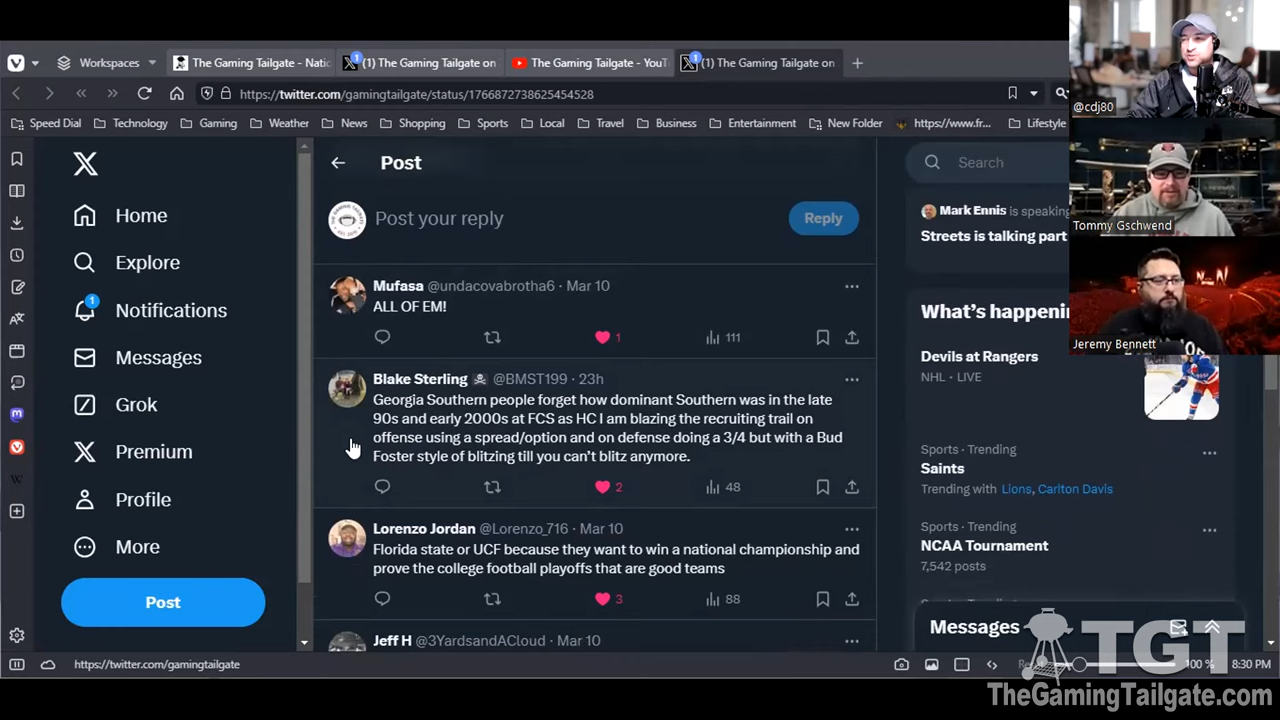 Workspaces
The Gaming Tailgate - Natio
(1) The Gaming Tailgate on
The Gaming Tailgate - YouT
(1) The Gaming Tailgate on
https://twitter.com/gamingtailgate/status/1766872738625454528
Speed Dial
Technology
Gaming
Weather
News
Shopping
Sports
Local
Travel
Business
Entertainment
New Folder
https://www.fr...
Lifestyle
@cdj80
Tommy Gschwend
Jeremy Bennett
X
Home
Explore
1
Notifications
Messages
Grok
Premium
Profile
More
Post
Post
Post your reply
Reply
Mufasa @undacovabrotha6 · Mar 10
ALL OF EM!
1
111
Blake Sterling @BMST199 · 23h
Georgia Southern people forget how dominant Southern was in the late
90s and early 2000s at FCS as HC I am blazing the recruiting trail on
offense using a spread/option and on defense doing a 3/4 but with a Bud
Foster style of blitzing till you can’t blitz anymore.
2
48
Lorenzo Jordan @Lorenzo_716 · Mar 10
Florida state or UCF because they want to win a national championship and
prove the college football playoffs that are good teams
3
88
Jeff H @3YardsandACloud · Mar 10
Search
Mark Ennis is speaking
Streets is talking part
What’s happenin
Devils at Rangers
NHL · LIVE
Sports · Trending
Saints
Trending with Lions, Carlton Davis
Sports · Trending
NCAA Tournament
7,542 posts
Messages
https://twitter.com/gamingtailgate
100 %
8:30 PM
TGT
TheGamingTailgate.com